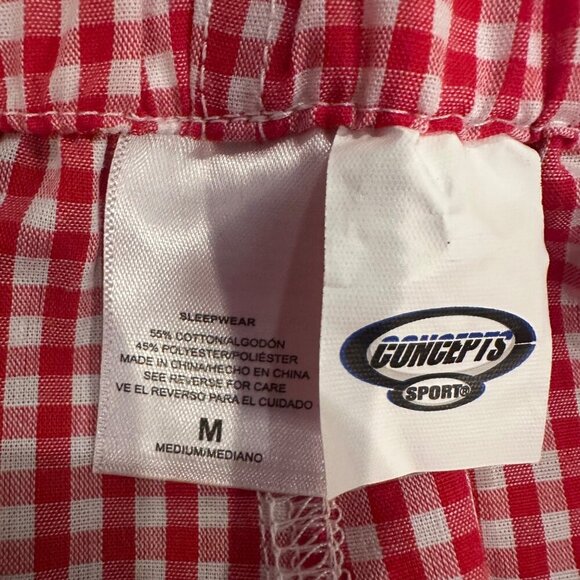 SLEEPWEAR
55% COTTON/ALGODÓN
45% POLYESTER/POLIÉSTER
MADE IN CHINA/HECHO EN CHINA
SEE REVERSE FOR CARE
VE EL REVERSO PARA EL CUIDADO
M
MEDIUM/MEDIANO
CONCEPTS
SPORT®